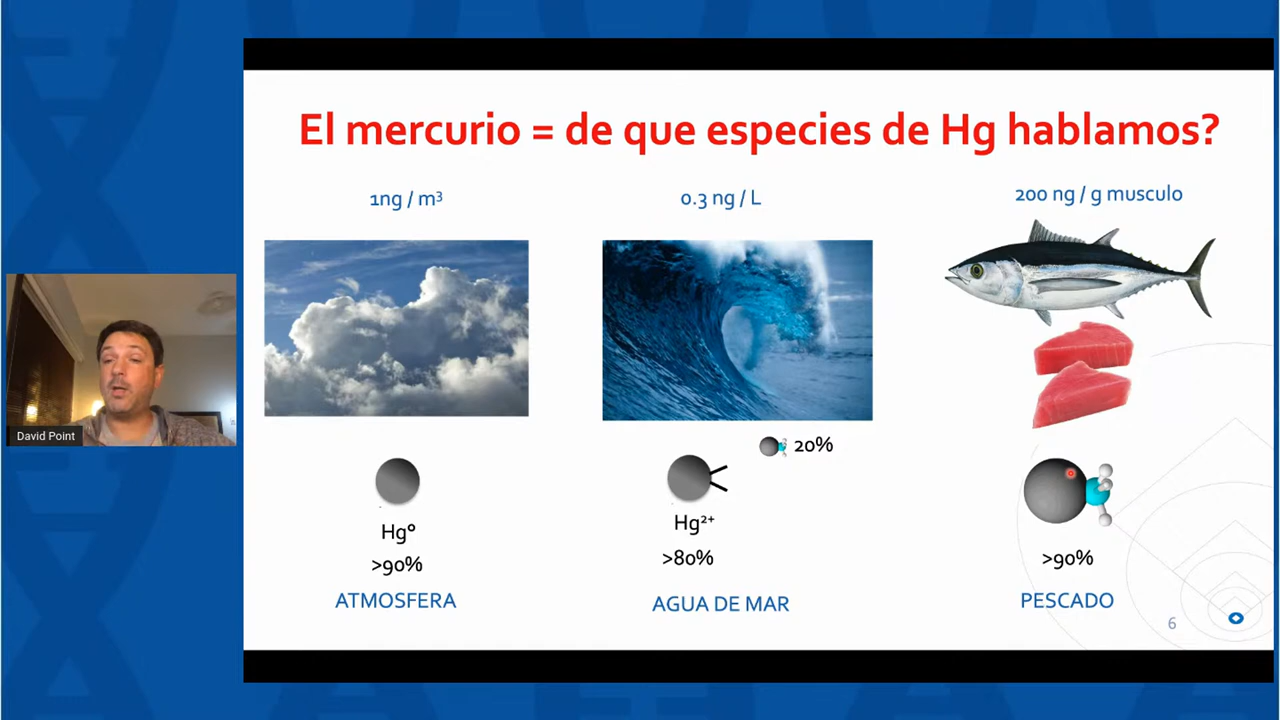 El mercurio = de que especies de Hg hablamos?
1ng / m³
0.3 ng / L
200 ng / g musculo
20%
Hg°
Hg²⁺
>90%
>80%
>90%
ATMOSFERA
AGUA DE MAR
PESCADO
6
David Point